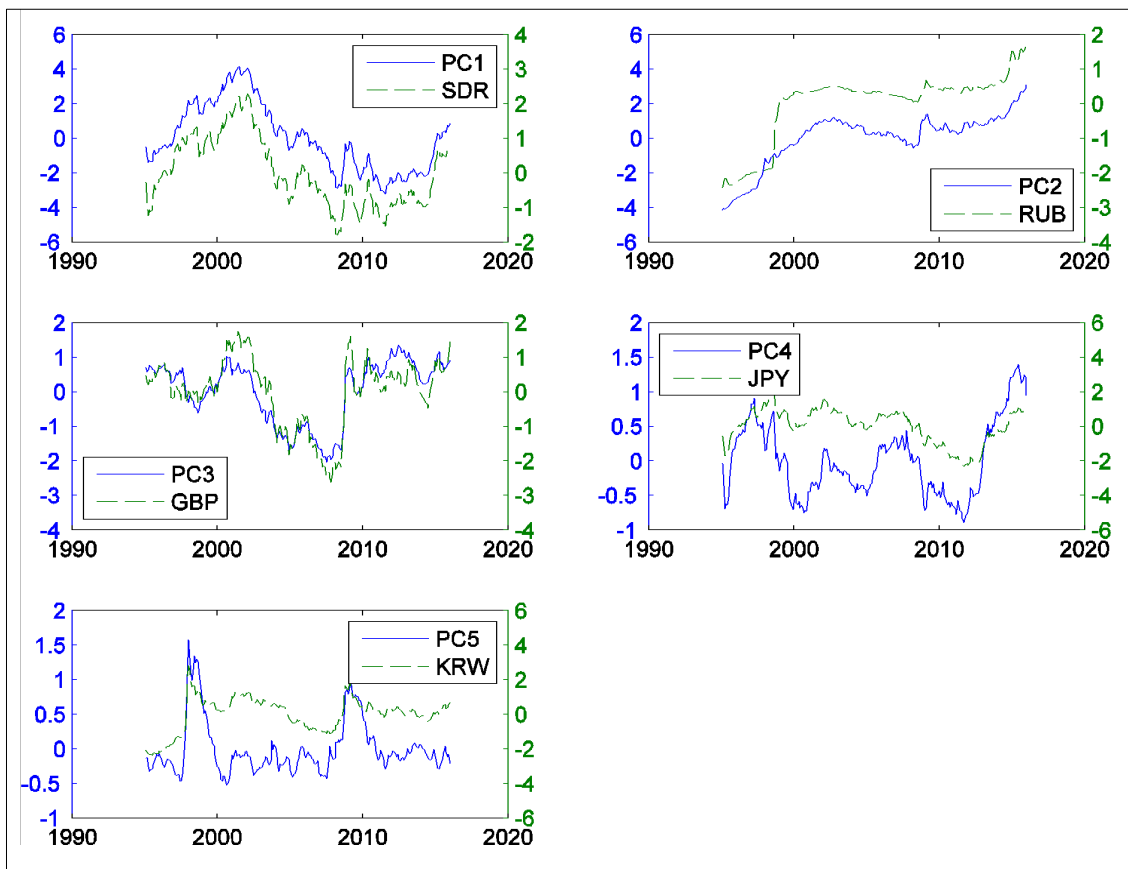 6 4
4 3
2 2
0 1
-2 0
-4 -1
-6 -2
1990 2000 2010 2020
PC1
SDR
6 2
4 1
2 0
0 -1
-2 -2
-4 -3
-6 -4
1990 2000 2010 2020
PC2
RUB
2 2
1 1
0 0
-1 -1
-2 -2
-3 -3
-4 -4
1990 2000 2010 2020
PC3
GBP
2 6
1.5 4
1 2
0.5 0
0 -2
-0.5 -4
-1 -6
1990 2000 2010 2020
PC4
JPY
2 6
1.5 4
1 2
0.5 0
0 -2
-0.5 -4
-1 -6
1990 2000 2010 2020
PC5
KRW